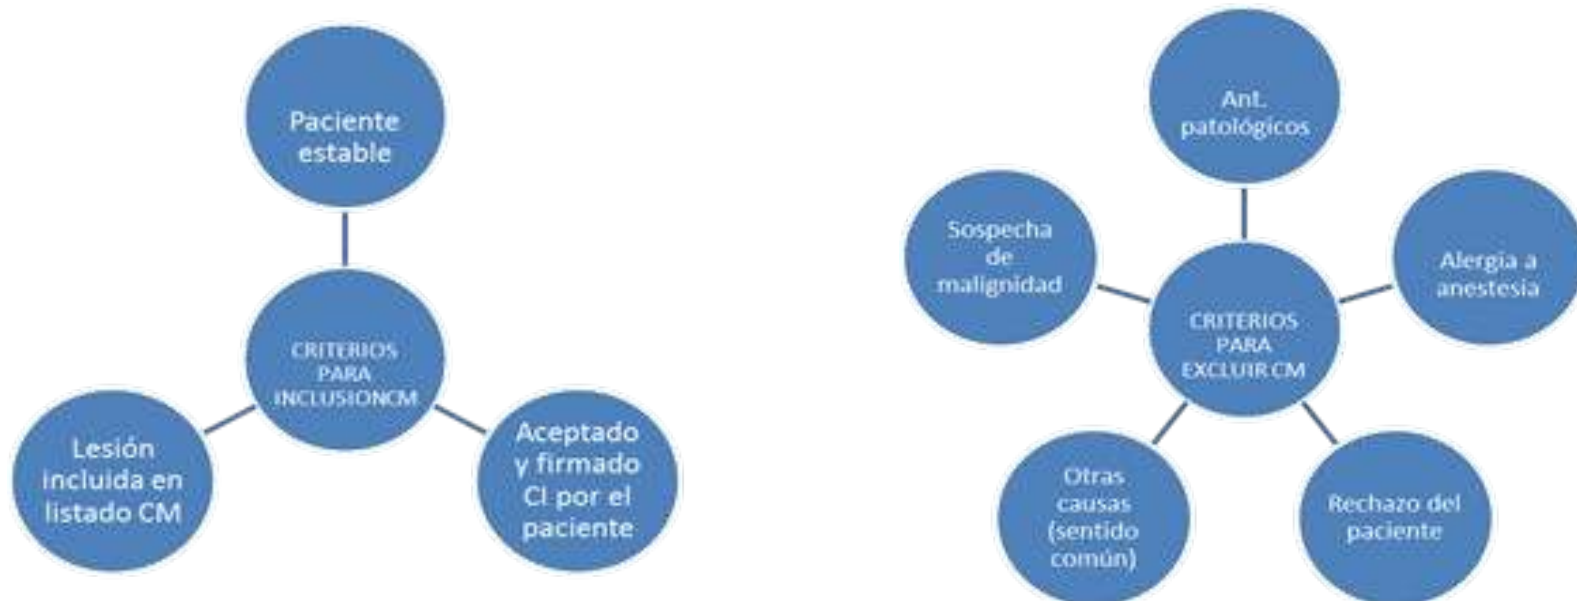 Paciente
estable
CRITERIOS
PARA
INCLUSIONCM
Lesión
incluida en
listado CM
Aceptado
y firmado
CI por el
paciente
Ant.
patológicos
Sospecha
de
malignidad
Alergia a
anestesia
CRITERIOS
PARA
EXCLUIR CM
Otras
causas
(sentido
común)
Rechazo del
paciente